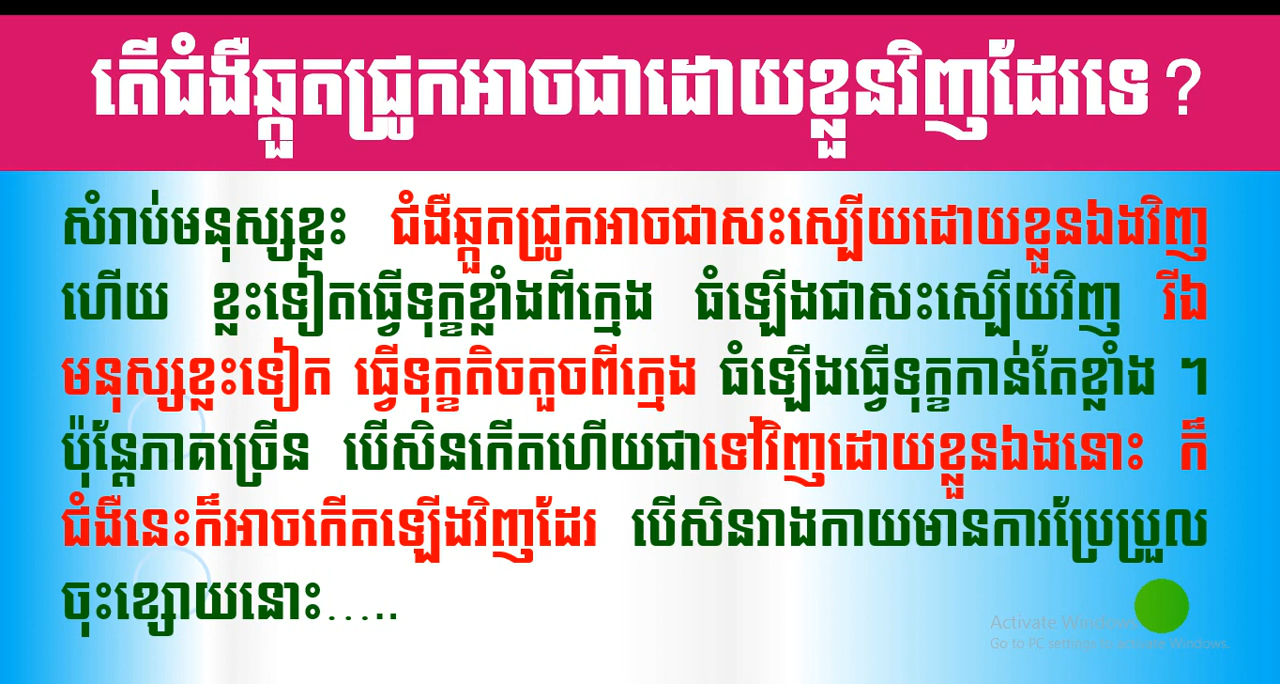 តើជំងឺឆ្កួតជ្រូកអាចជាដោយខ្លួនវិញដែរទេ?
សំរាប់មនុស្សខ្លះ ជំងឺឆ្កួតជ្រូកអាចជាសះស្បើយដោយខ្លួនឯងវិញ
ហើយ ខ្លះទៀតធ្វើទុក្ខខ្លាំងពីក្មេង ធំឡើងជាសះស្បើយវិញ រីឯ
មនុស្សខ្លះទៀត ធ្វើទុក្ខតិចតួចពីក្មេង ធំឡើងធ្វើទុក្ខកាន់តែខ្លាំង ។
ប៉ុន្តែភាគច្រើន បើសិនកើតហើយជាទៅវិញដោយខ្លួនឯងនោះ ក៏
ជំងឺនេះក៏អាចកើតឡើងវិញដែរ បើសិនរាងកាយមានការប្រែប្រួល
ចុះខ្សោយនោះ…..
Activate Windows
Go to PC settings to activate Windows.